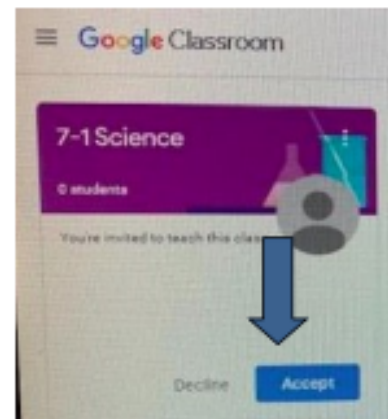 Google Classroom
7-1 Science
0 students
You're invited to teach this clas
Decline
Accept